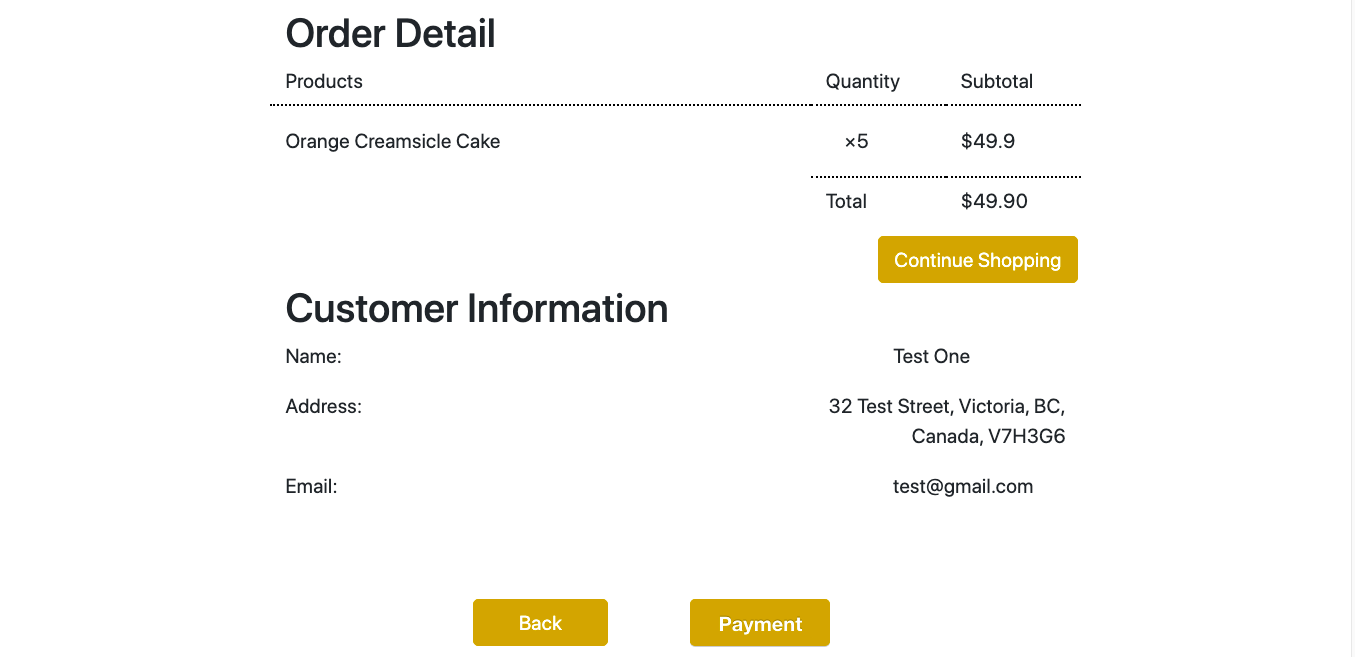 Order Detail
Products Quantity Subtotal
Orange Creamsicle Cake ×5 $49.9
Total $49.90
Continue Shopping
Customer Information
Name: Test One
Address: 32 Test Street, Victoria, BC,
Canada, V7H3G6
Email: test@gmail.com
Back Payment